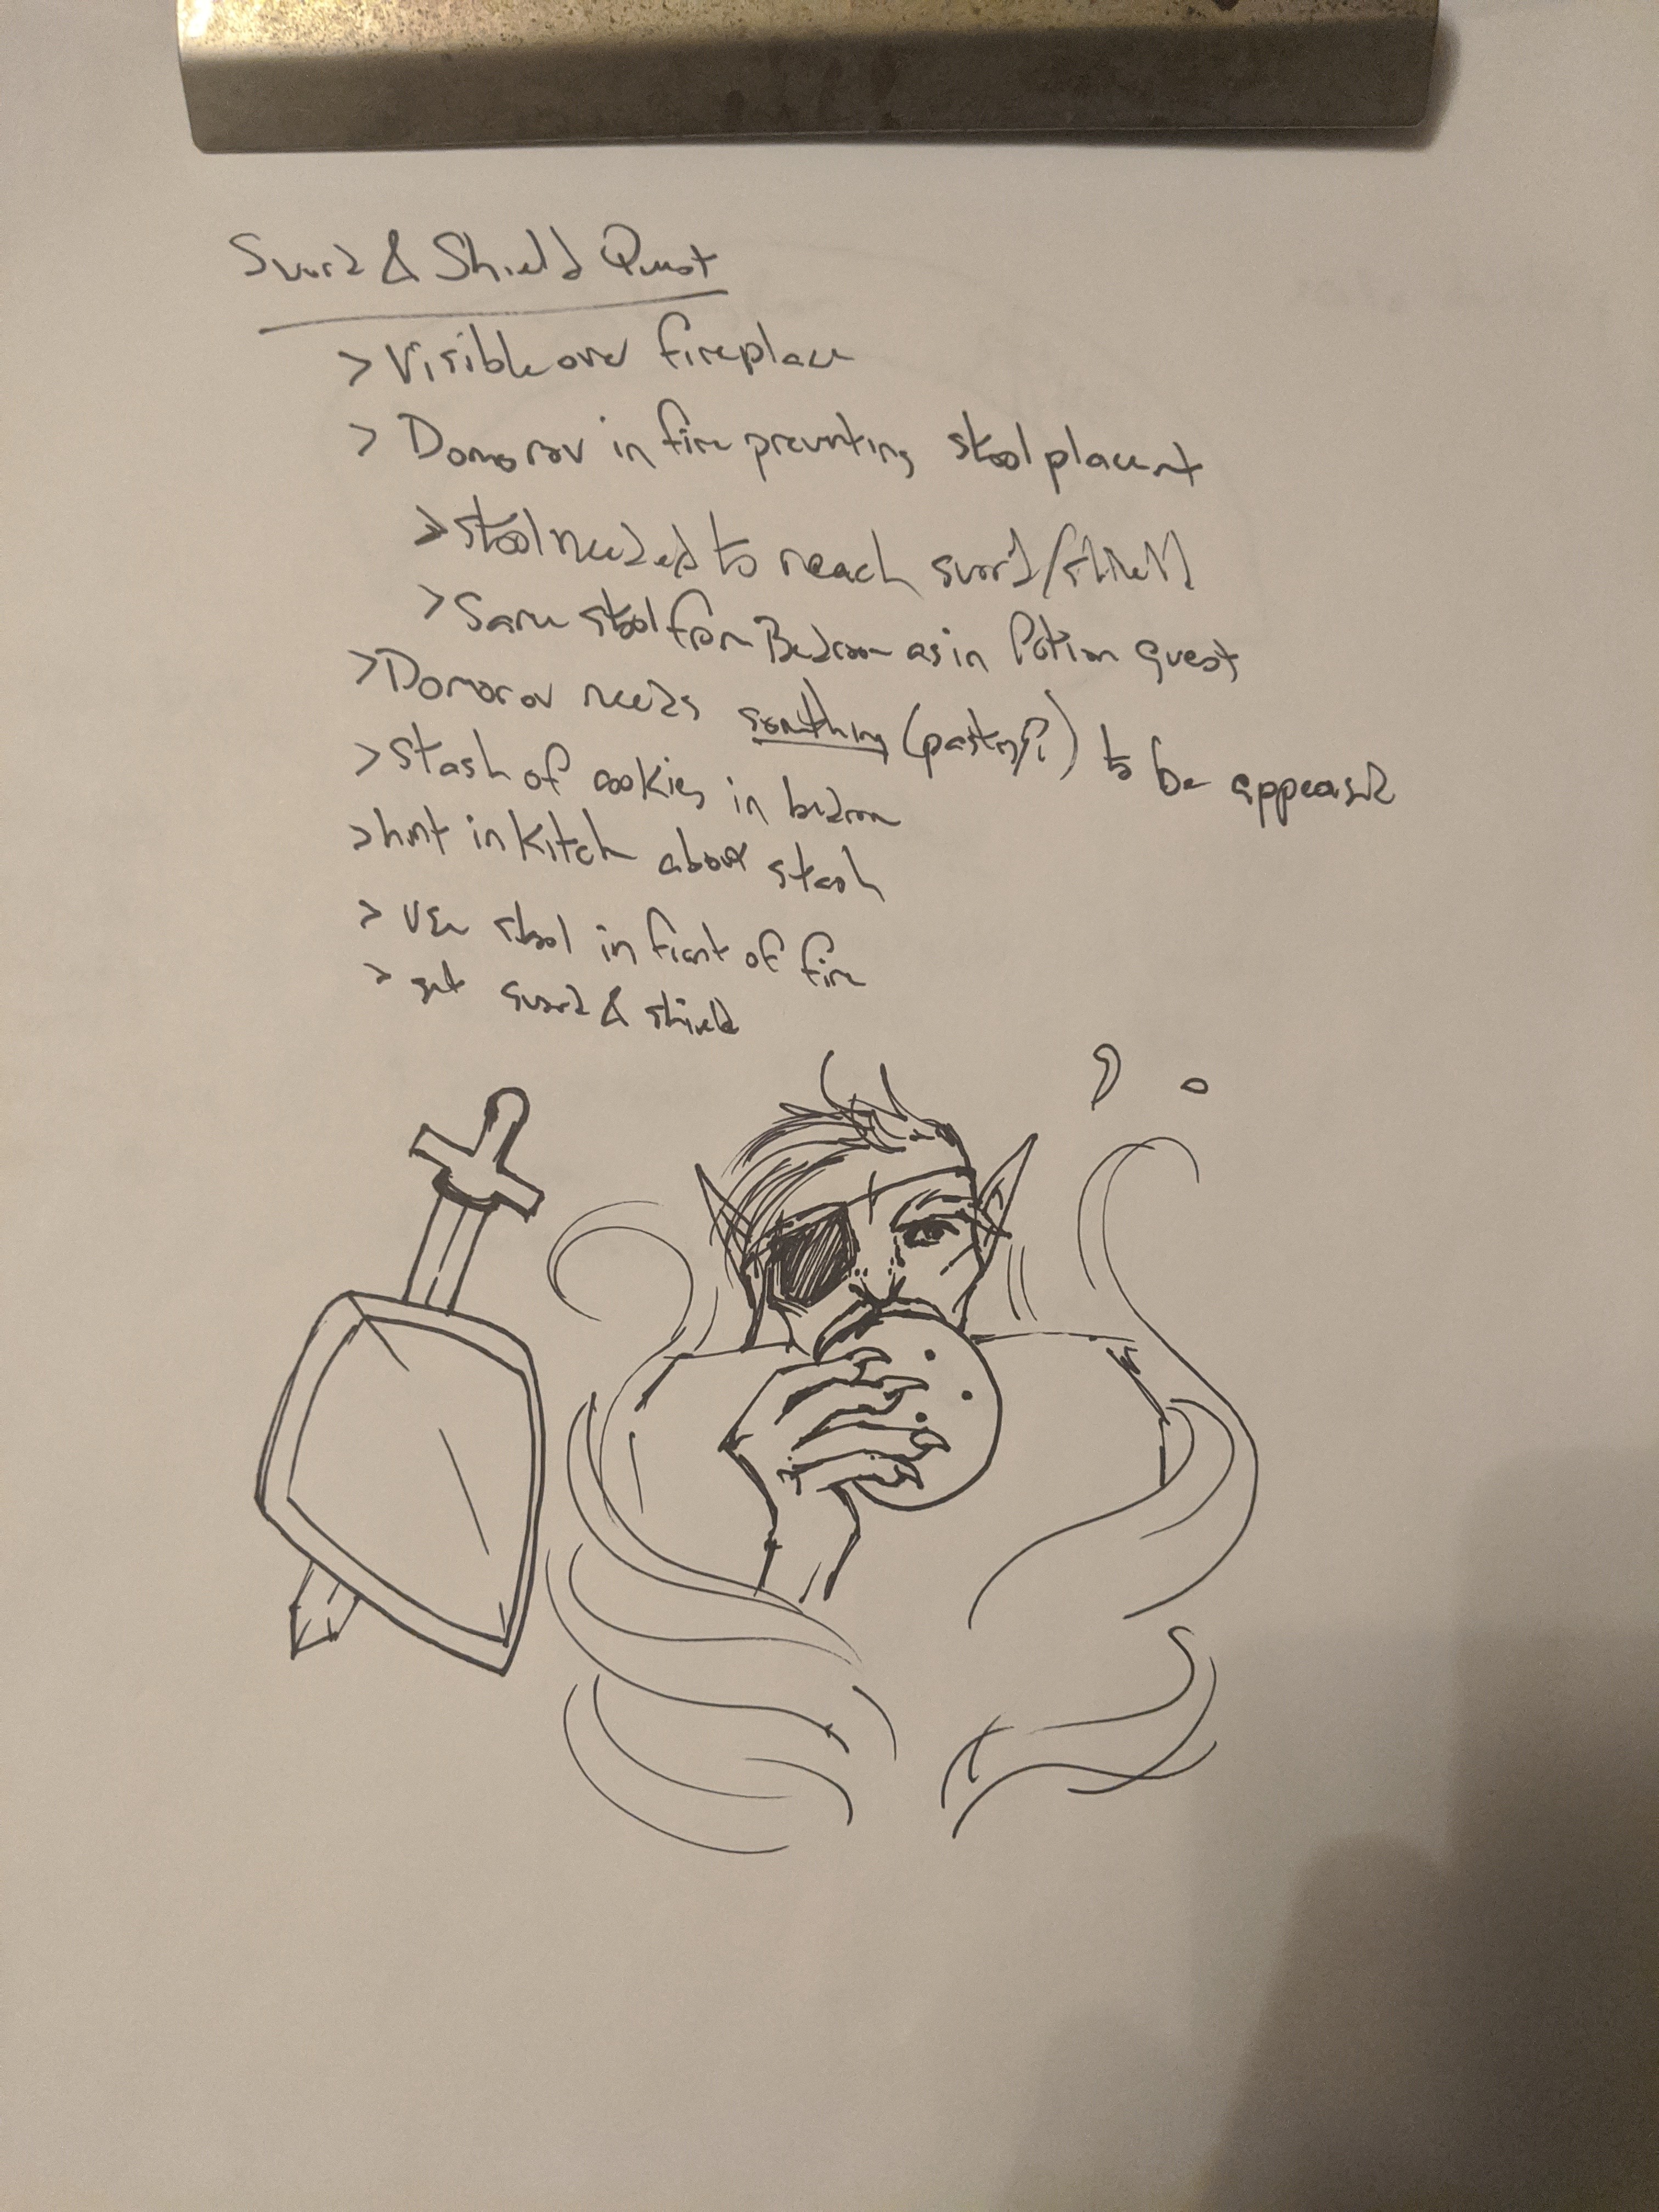 Sword & Shield Quest
> Visible over fireplace
> Domorov in fire preventing stool placement
> stool needed to reach sword/shield
> Same stool from Bedroom as in Potion quest
> Domorov needs something (pastry?) to be appeased
> stash of cookies in bedroom
> hint in kitchen about stash
> use stool in front of fire
> get sword & shield